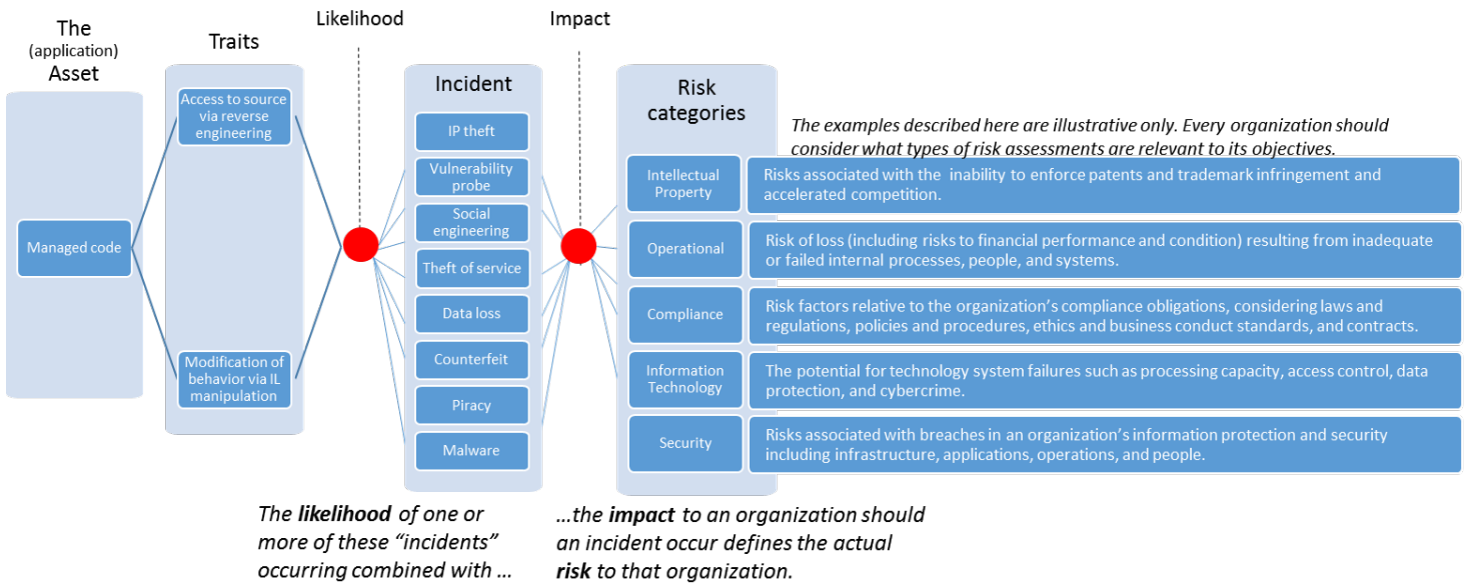 The
(application)
Asset
Managed code
Traits
Access to source
via reverse
engineering
Modification of
behavior via IL
manipulation
Likelihood
Incident
IP theft
Vulnerability
probe
Social
engineering
Theft of service
Data loss
Counterfeit
Piracy
Malware
Impact
Risk
categories
The examples described here are illustrative only. Every organization should
consider what types of risk assessments are relevant to its objectives.
Intellectual
Property
Risks associated with the inability to enforce patents and trademark infringement and
accelerated competition.
Operational
Risk of loss (including risks to financial performance and condition) resulting from inadequate
or failed internal processes, people, and systems.
Compliance
Risk factors relative to the organization's compliance obligations, considering laws and
regulations, policies and procedures, ethics and business conduct standards, and contracts.
Information
Technology
The potential for technology system failures such as processing capacity, access control, data
protection, and cybercrime.
Security
Risks associated with breaches in an organization's information protection and security
including infrastructure, applications, operations, and people.
The likelihood of one or
more of these “incidents”
occurring combined with …
…the impact to an organization should
an incident occur defines the actual
risk to that organization.